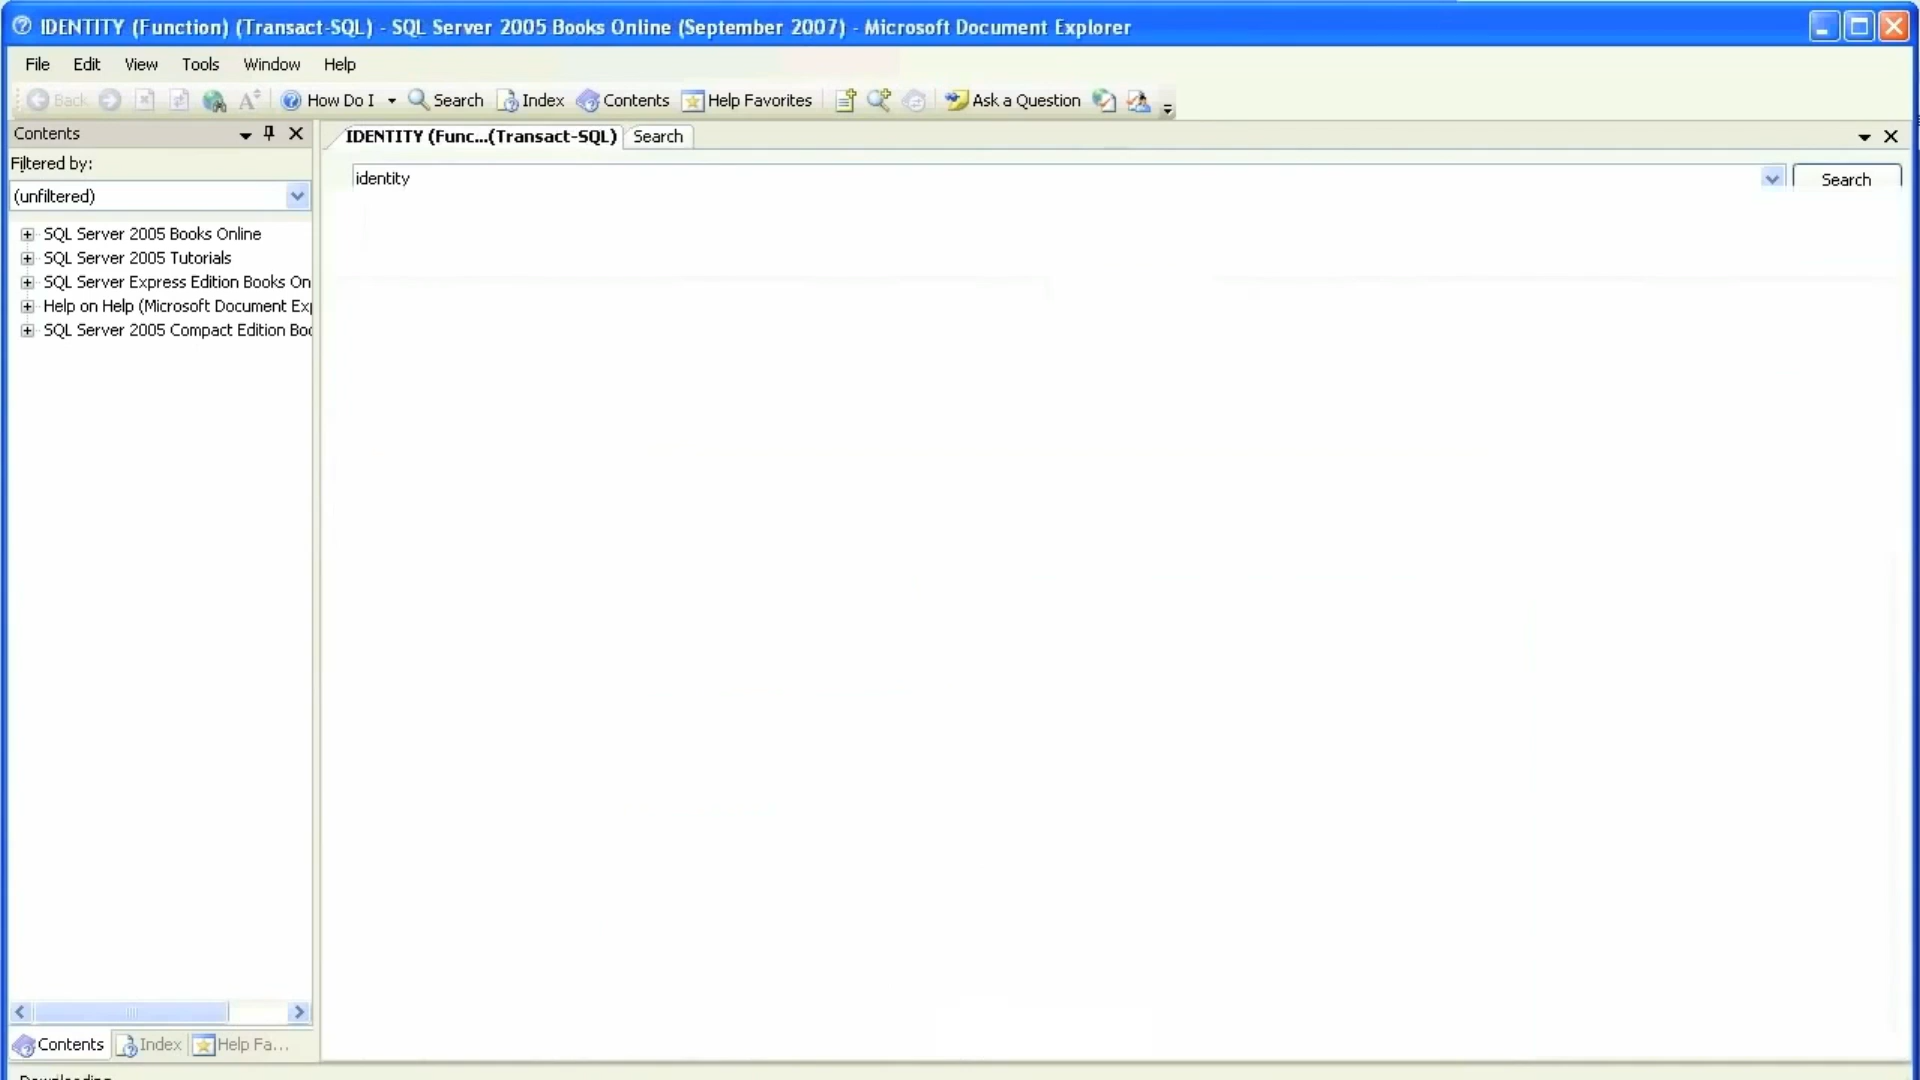 IDENTITY (Function) (Transact-SQL) - SQL Server 2005 Books Online (September 2007) - Microsoft Document Explorer
File Edit View Tools Window Help
Back How Do I Search Index Contents Help Favorites Ask a Question
Contents
IDENTITY (Func...(Transact-SQL) Search
Filtered by:
identity Search
(unfiltered)
SQL Server 2005 Books Online
SQL Server 2005 Tutorials
SQL Server Express Edition Books On
Help on Help (Microsoft Document Exp
SQL Server 2005 Compact Edition Boo
Contents Index Help Fa...
Downloading